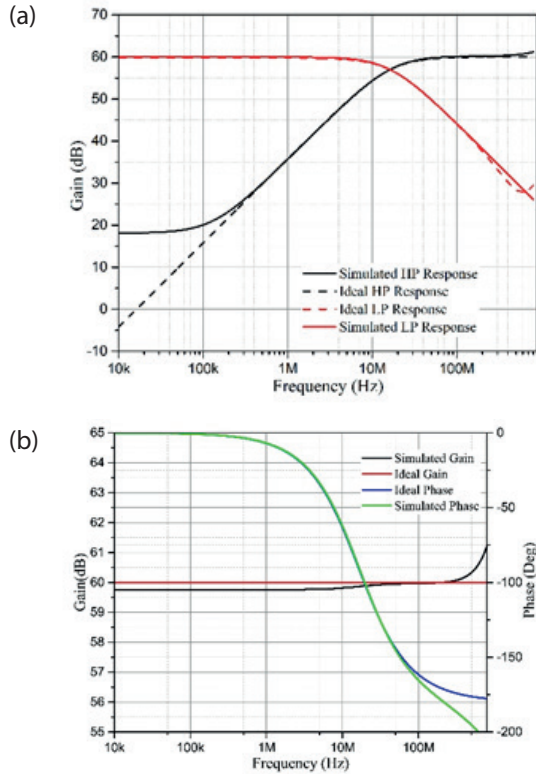 (a)
70
60
50
40
30
20
10
0
-10
Gain (dB)
Simulated HP Response
Ideal HP Response
Ideal LP Response
Simulated LP Response
10k 100k 1M 10M 100M
Frequency (Hz)
(b)
65
64
63
62
61
60
59
58
57
56
55
Gain(dB)
Simulated Gain
Ideal Gain
Ideal Phase
Simulated Phase
0
-50
-100
-150
-200
Phase (Deg)
10k 100k 1M 10M 100M
Frequency (Hz)